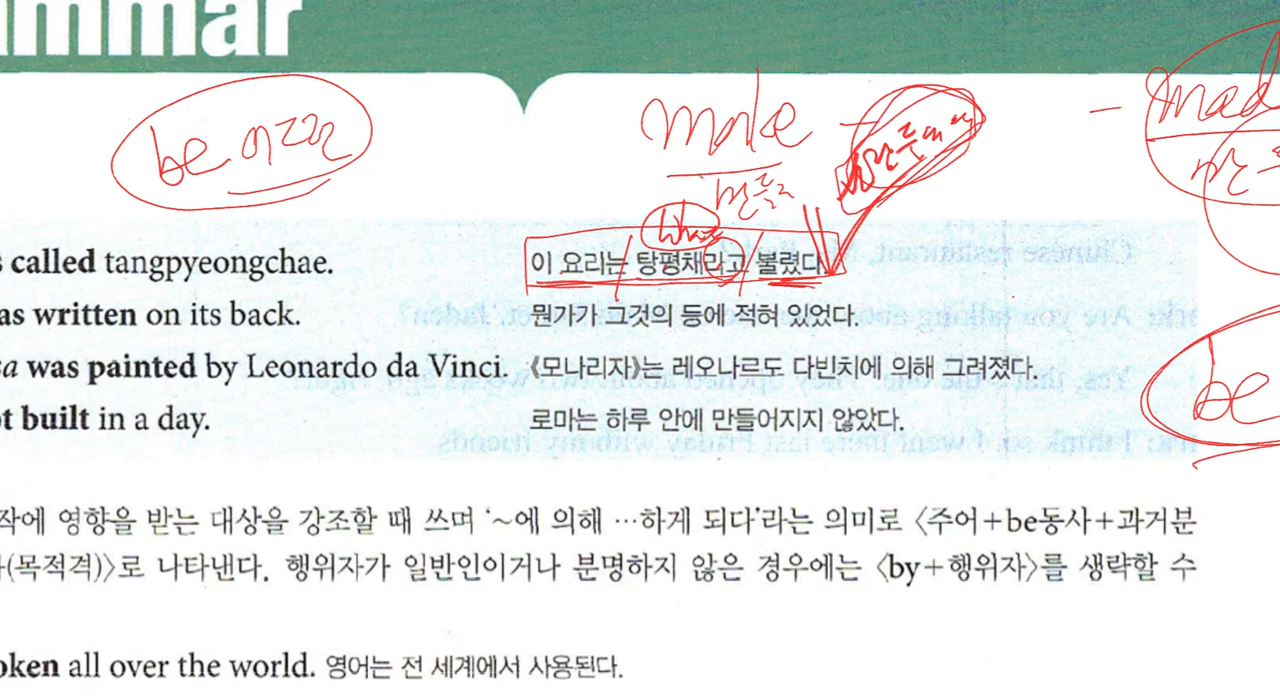 mmar
be
make
만들
what
s called tangpyeongchae. 이 요리는 탕평채라고 불렸다.
as written on its back. 뭔가가 그것의 등에 적혀 있었다.
a was painted by Leonardo da Vinci. 《모나리자》는 레오나르도 다빈치에 의해 그려졌다.
t built in a day. 로마는 하루 안에 만들어지지 않았다.
be
작에 영향을 받는 대상을 강조할 때 쓰며 ‘~에 의해 …하게 되다’라는 의미로 〈주어+be동사+과거분
(목적격)〉로 나타낸다. 행위자가 일반인이거나 분명하지 않은 경우에는 〈by+행위자〉를 생략할 수
oken all over the world. 영어는 전 세계에서 사용된다.